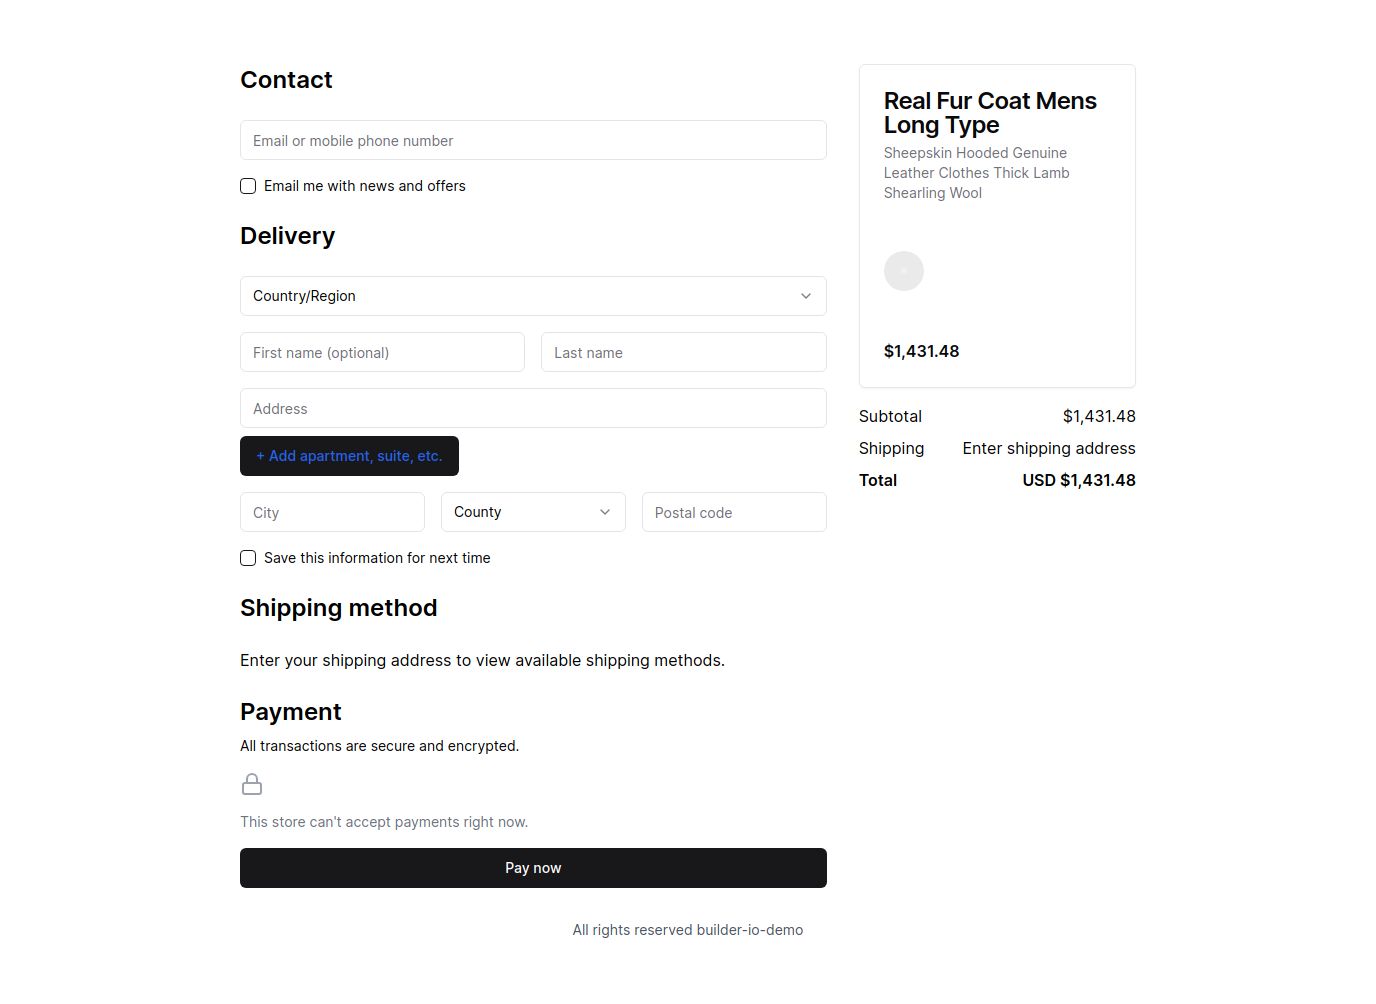 Contact
Email or mobile phone number
Email me with news and offers
Delivery
Country/Region
First name (optional)
Last name
Address
+ Add apartment, suite, etc.
City
County
Postal code
Save this information for next time
Shipping method
Enter your shipping address to view available shipping methods.
Payment
All transactions are secure and encrypted.
This store can't accept payments right now.
Pay now
Real Fur Coat Mens
Long Type
Sheepskin Hooded Genuine
Leather Clothes Thick Lamb
Shearling Wool
$1,431.48
Subtotal $1,431.48
Shipping Enter shipping address
Total USD $1,431.48
All rights reserved builder-io-demo